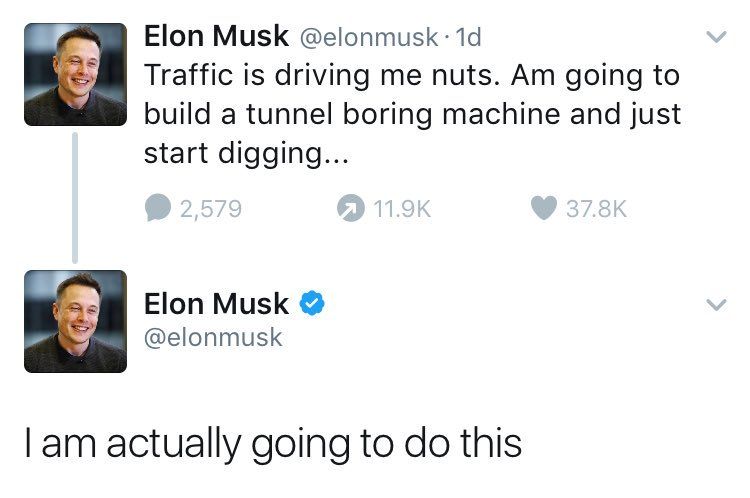 Elon Musk @elonmusk · 1d
Traffic is driving me nuts. Am going to
build a tunnel boring machine and just
start digging...
2,579 11.9K 37.8K
Elon Musk
@elonmusk
I am actually going to do this